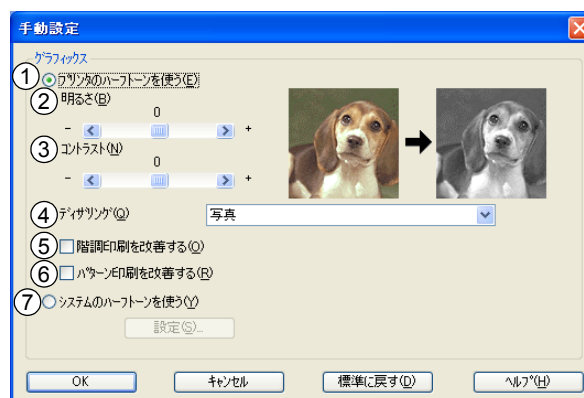 手動設定
グラフィックス
① プリンタのハーフトーンを使う(E)
② 明るさ(B)
0
- +
③ コントラスト(N)
0
- +
④ ディザリング(Q) 写真
⑤ 階調印刷を改善する(O)
⑥ パターン印刷を改善する(R)
⑦ システムのハーフトーンを使う(Y)
設定(S)...
OK キャンセル 標準に戻す(D) ヘルプ(H)